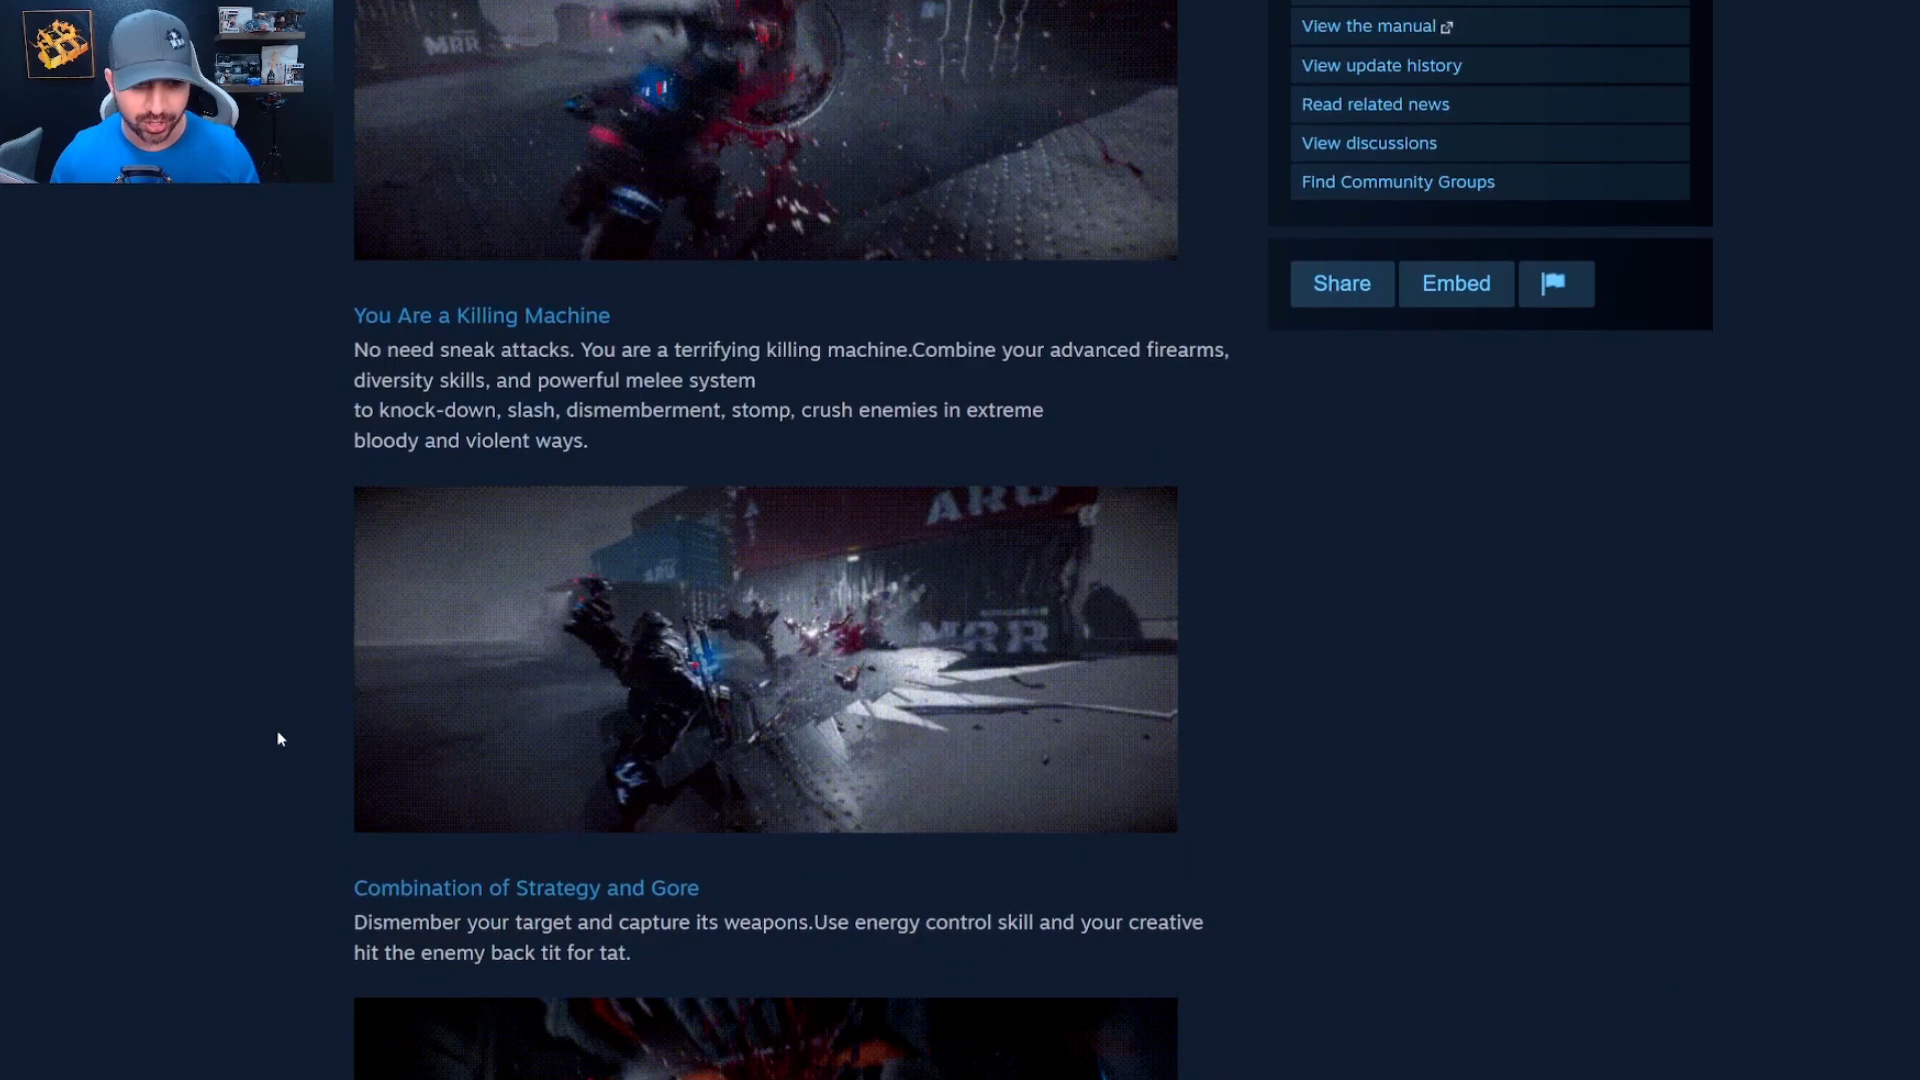 MRR
View the manual
View update history
Read related news
View discussions
Find Community Groups
Share
Embed
You Are a Killing Machine
No need sneak attacks. You are a terrifying killing machine.Combine your advanced firearms,
diversity skills, and powerful melee system
to knock-down, slash, dismemberment, stomp, crush enemies in extreme
bloody and violent ways.
ARU
MRR
Combination of Strategy and Gore
Dismember your target and capture its weapons.Use energy control skill and your creative
hit the enemy back tit for tat.